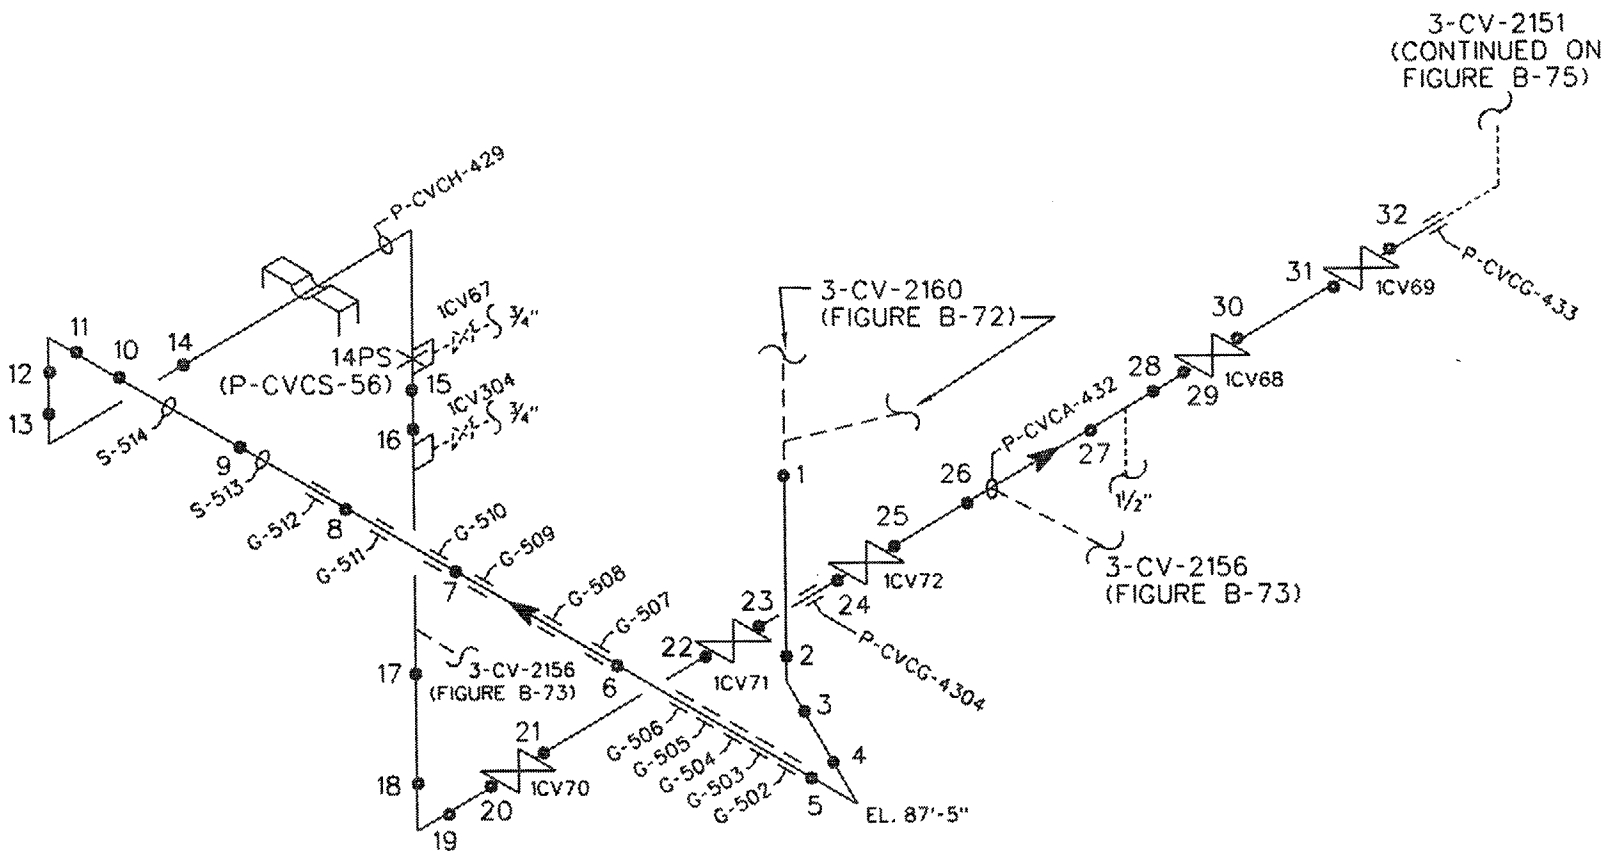 3-CV-2151
(CONTINUED ON
FIGURE B-75)
32
P-CVCG-433
31
1CV69
30
1CV68
28
29
P-CVCH-429
1CV67
3/4"
14PS
(P-CVCS-56)
15
1CV304
3/4"
16
3-CV-2160
(FIGURE B-72)
P-CVCA-432
27
1 1/2"
26
3-CV-2156
(FIGURE B-73)
25
1CV72
24
P-CVCG-4304
23
22
1CV71
1
2
3
4
5
EL. 87'-5"
11
10
14
12
13
S-514
9
S-513
G-512
8
G-511
G-510
G-509
7
G-508
G-507
6
3-CV-2156
(FIGURE B-73)
17
G-506
G-505
G-504
G-503
G-502
21
1CV70
18
20
19